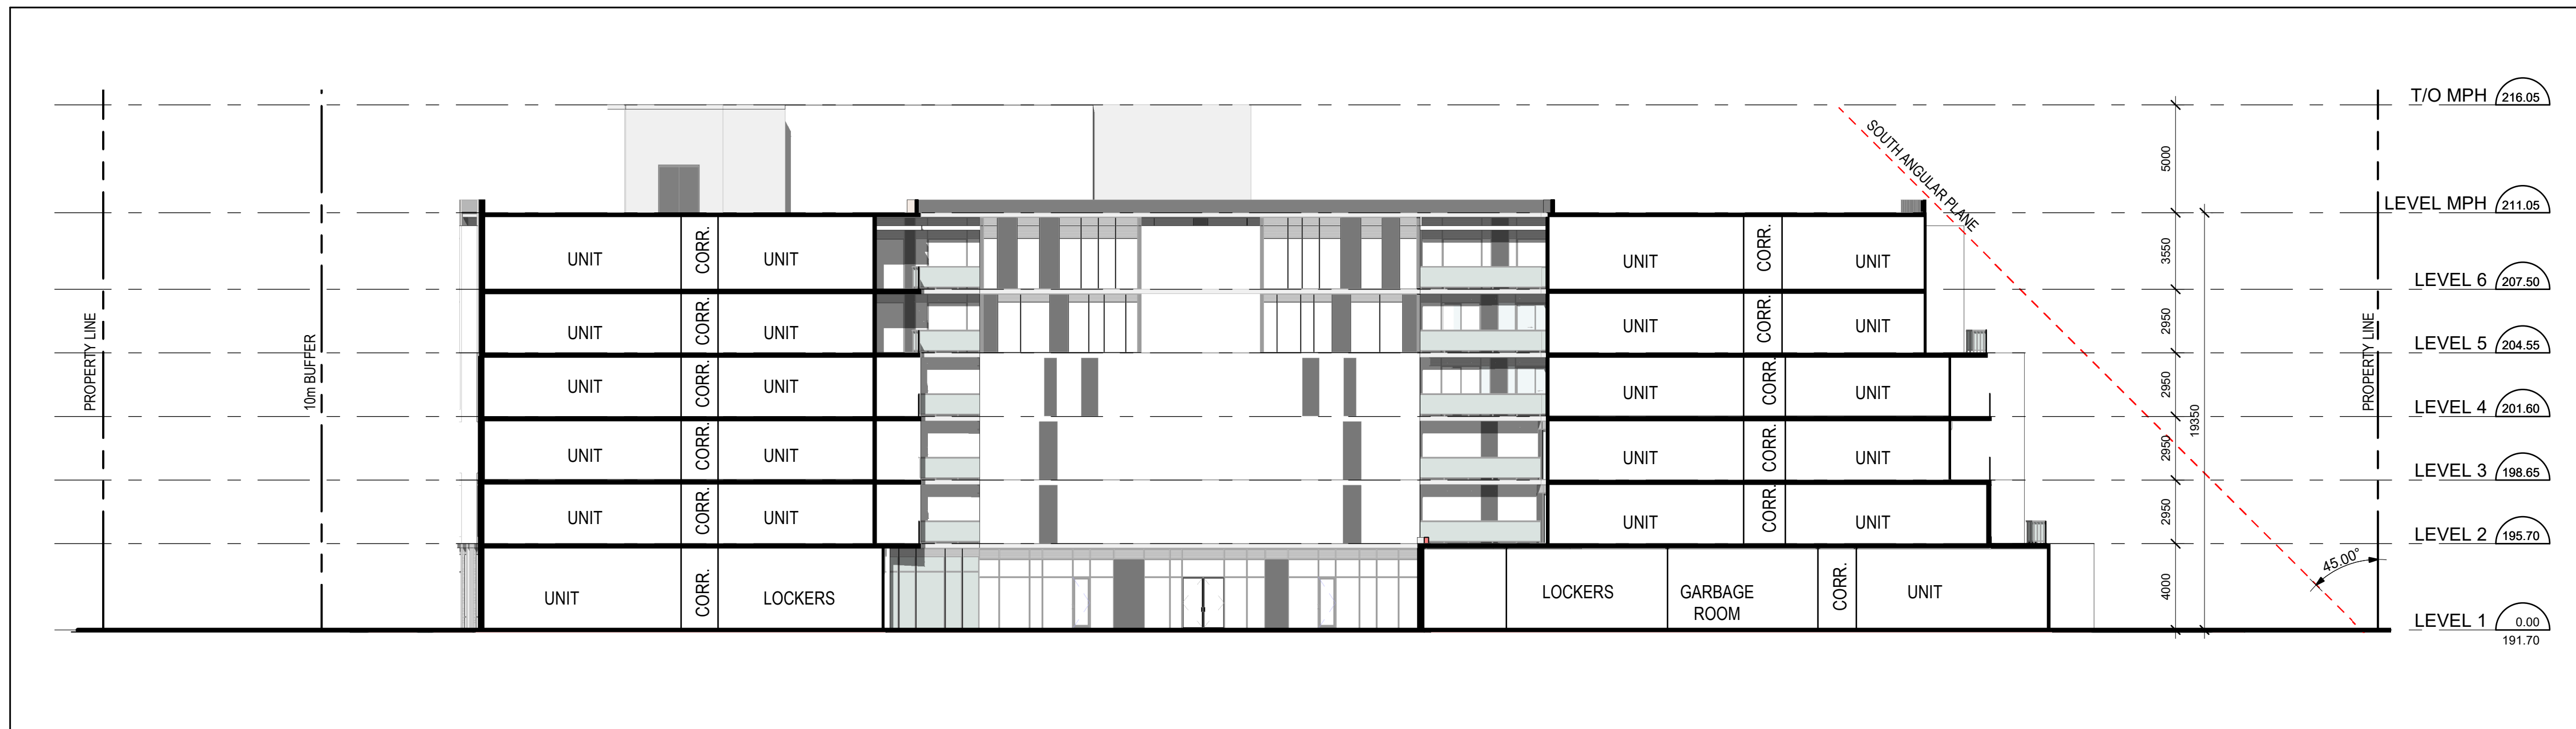 T/O MPH 216.05
SOUTH ANGULAR PLANE
5000
LEVEL MPH 211.05
UNIT CORR. UNIT UNIT CORR. UNIT
3550
LEVEL 6 207.50
UNIT CORR. UNIT UNIT CORR. UNIT
2950
LEVEL 5 204.55
PROPERTY LINE
10m BUFFER
UNIT CORR. UNIT UNIT CORR. UNIT
2950
PROPERTY LINE
LEVEL 4 201.60
19350
UNIT CORR. UNIT UNIT CORR. UNIT
2950
LEVEL 3 198.65
UNIT CORR. UNIT UNIT CORR. UNIT
2950
LEVEL 2 195.70
45.00°
UNIT CORR. LOCKERS LOCKERS GARBAGE
ROOM
CORR. UNIT
4000
LEVEL 1 0.00
191.70